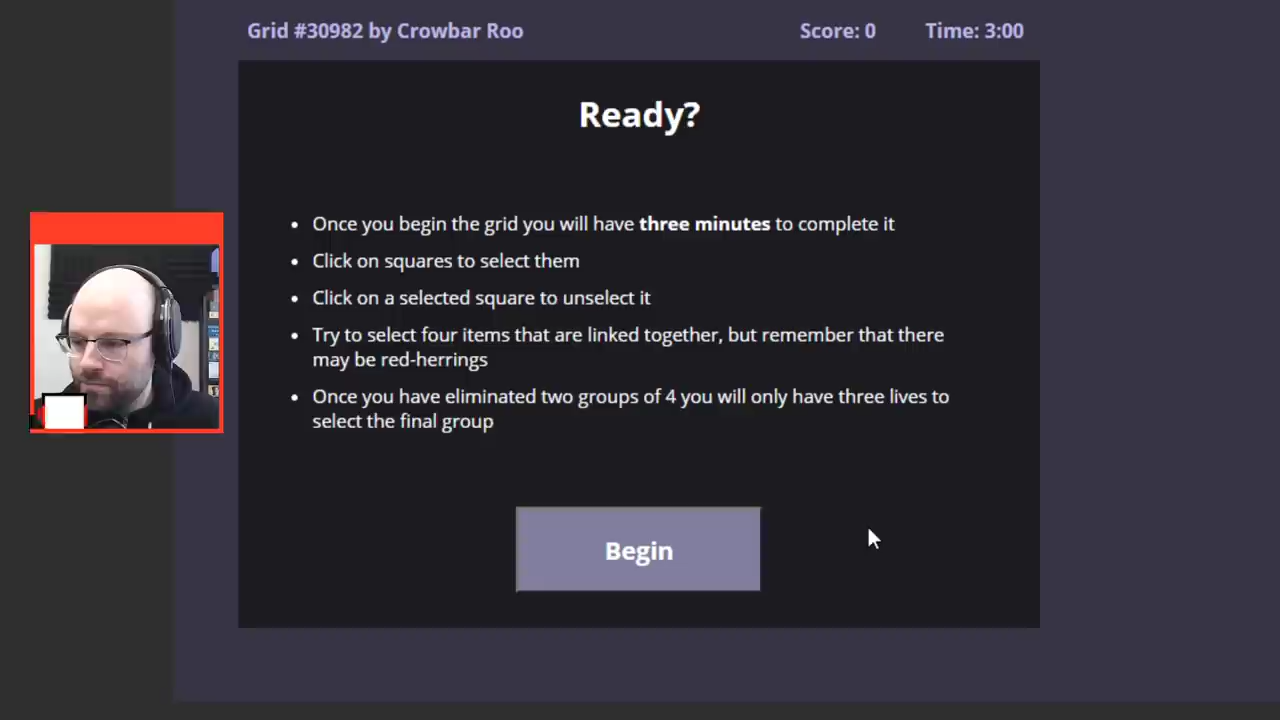 Grid #30982 by Crowbar Roo Score: 0 Time: 3:00
Ready?
• Once you begin the grid you will have three minutes to complete it
• Click on squares to select them
• Click on a selected square to unselect it
• Try to select four items that are linked together, but remember that there
may be red-herrings
• Once you have eliminated two groups of 4 you will only have three lives to
select the final group
Begin